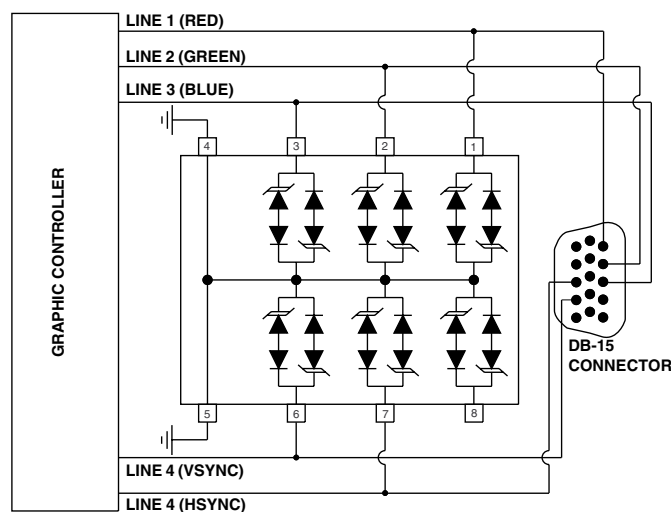 LINE 1 (RED)
LINE 2 (GREEN)
LINE 3 (BLUE)
4
3
2
1
GRAPHIC CONTROLLER
DB-15
CONNECTOR
5
6
7
8
LINE 4 (VSYNC)
LINE 4 (HSYNC)